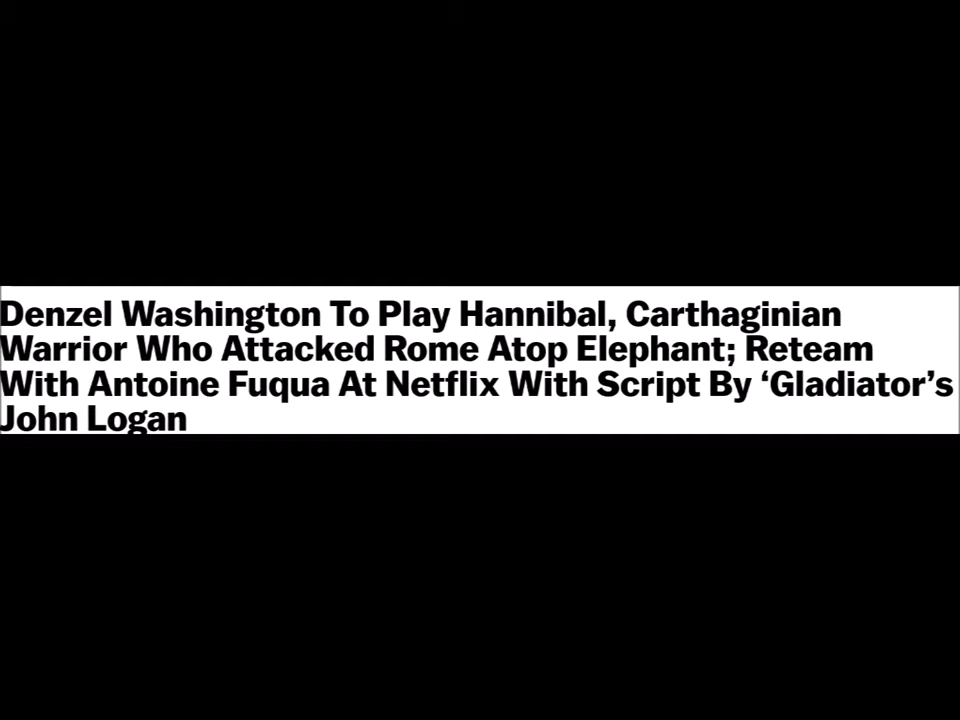 Denzel Washington To Play Hannibal, Carthaginian
Warrior Who Attacked Rome Atop Elephant; Reteam
With Antoine Fuqua At Netflix With Script By ‘Gladiator’s
John Logan